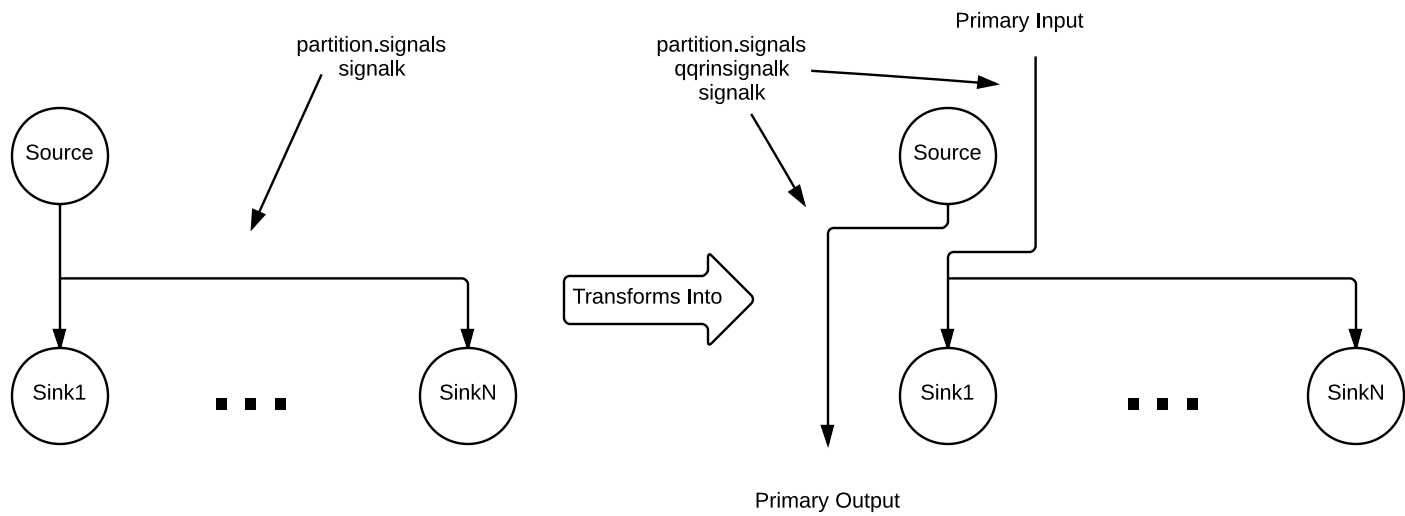 partition.signals
signalk
Source
Sink1
SinkN
Transforms Into
Primary Input
partition.signals
qqrinsignalk
signalk
Source
Sink1
SinkN
Primary Output